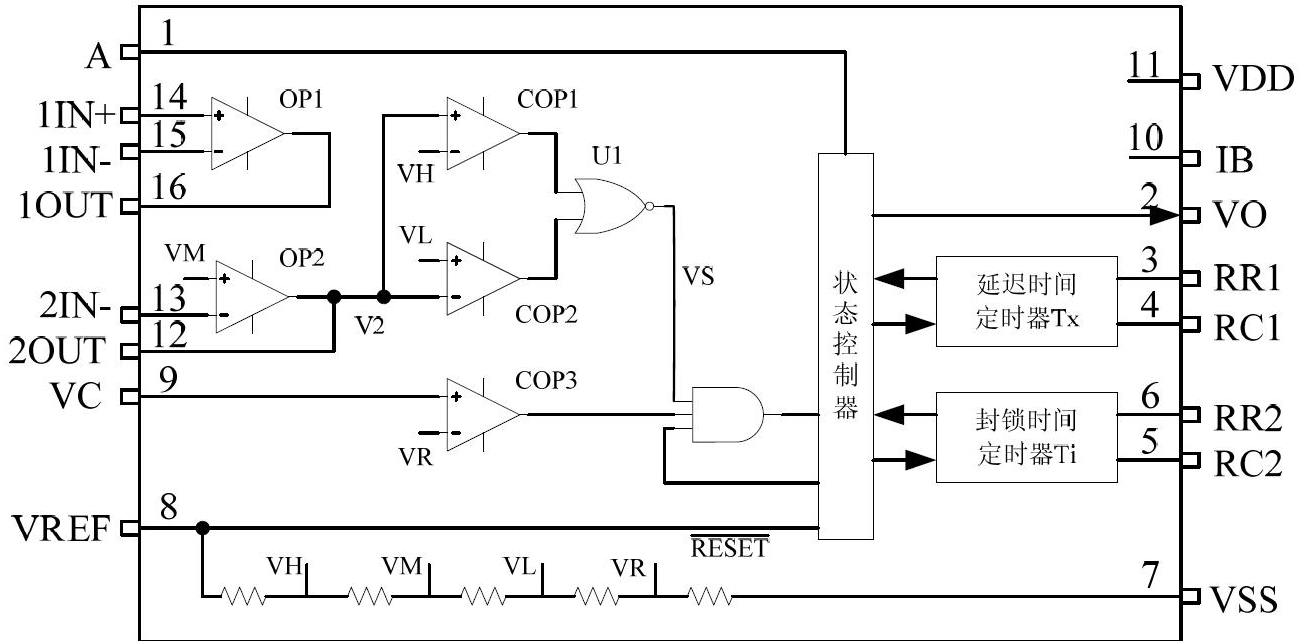 A 1
1IN+ 14
1IN- 15
1OUT 16
OP1
COP1
VH
U1
VM
OP2
VL
COP2
V2
VS
2IN- 13
2OUT 12
VC 9
COP3
VR
VREF 8
RESET
VH
VM
VL
VR
状态控制器
延迟时间
定时器Tx
封锁时间
定时器Ti
11 VDD
10 IB
2 VO
3 RR1
4 RC1
6 RR2
5 RC2
7 VSS